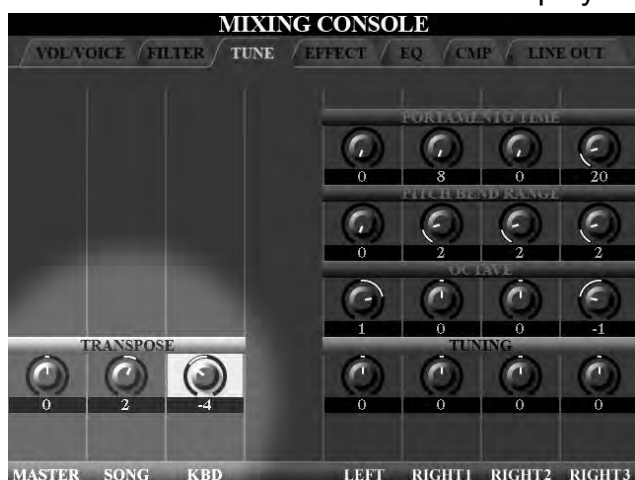 play
MIXING CONSOLE
VOL/VOICE FILTER TUNE EFFECT EQ CMP LINE OUT
PORTAMENTO TIME
0 8 0 20
PITCH BEND RANGE
0 2 2 2
OCTAVE
1 0 0 -1
TRANSPOSE TUNING
0 2 -4 0 0 0 0
MASTER SONG KBD LEFT RIGHT1 RIGHT2 RIGHT3